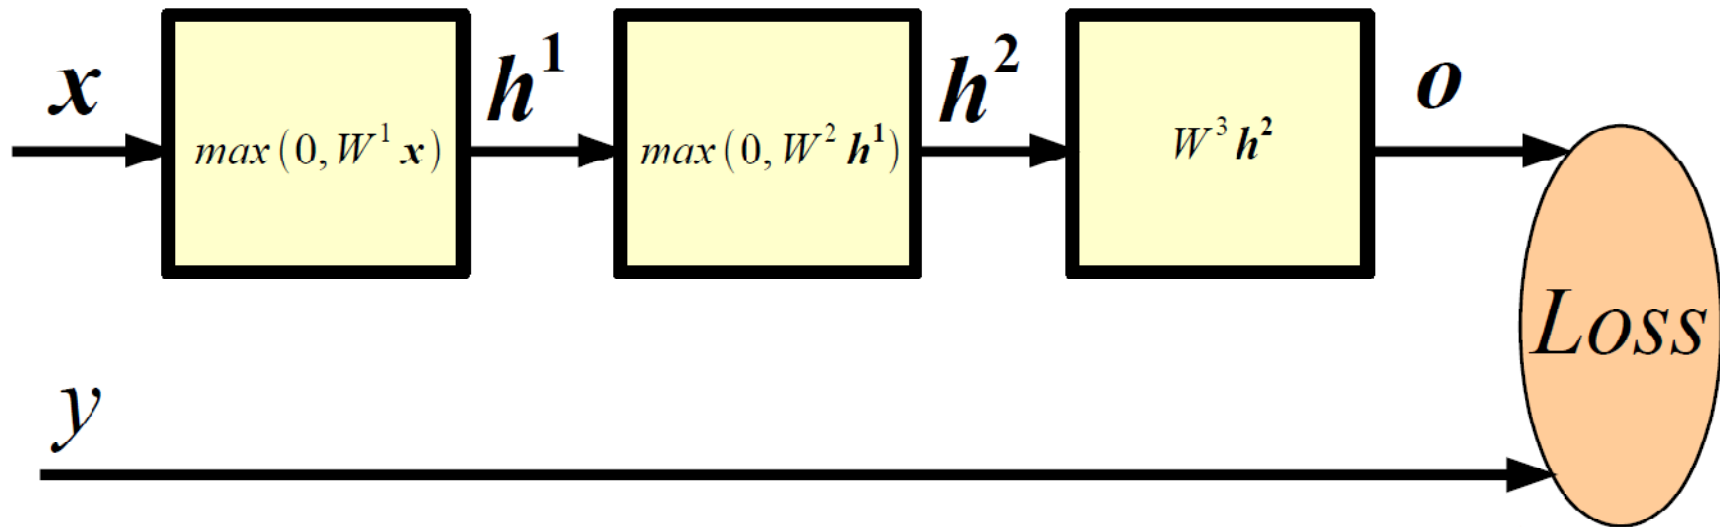 x
h¹
h²
o
max(0, W¹ x)
max(0, W² h¹)
W³ h²
Loss
y